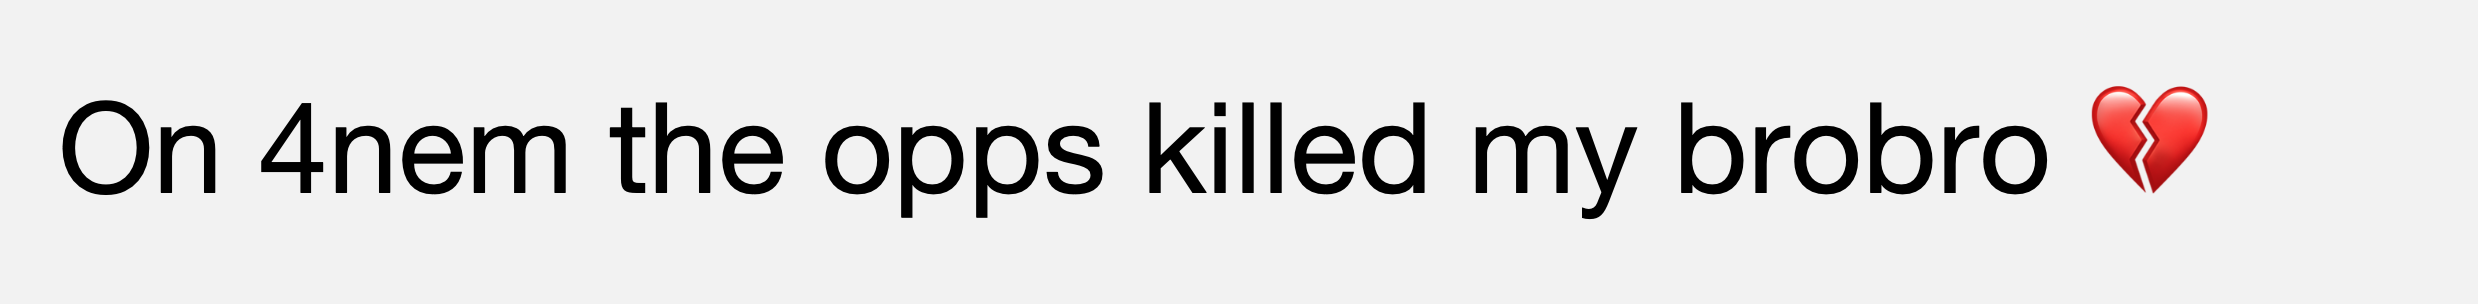 On 4nem the opps killed my brobro 💔